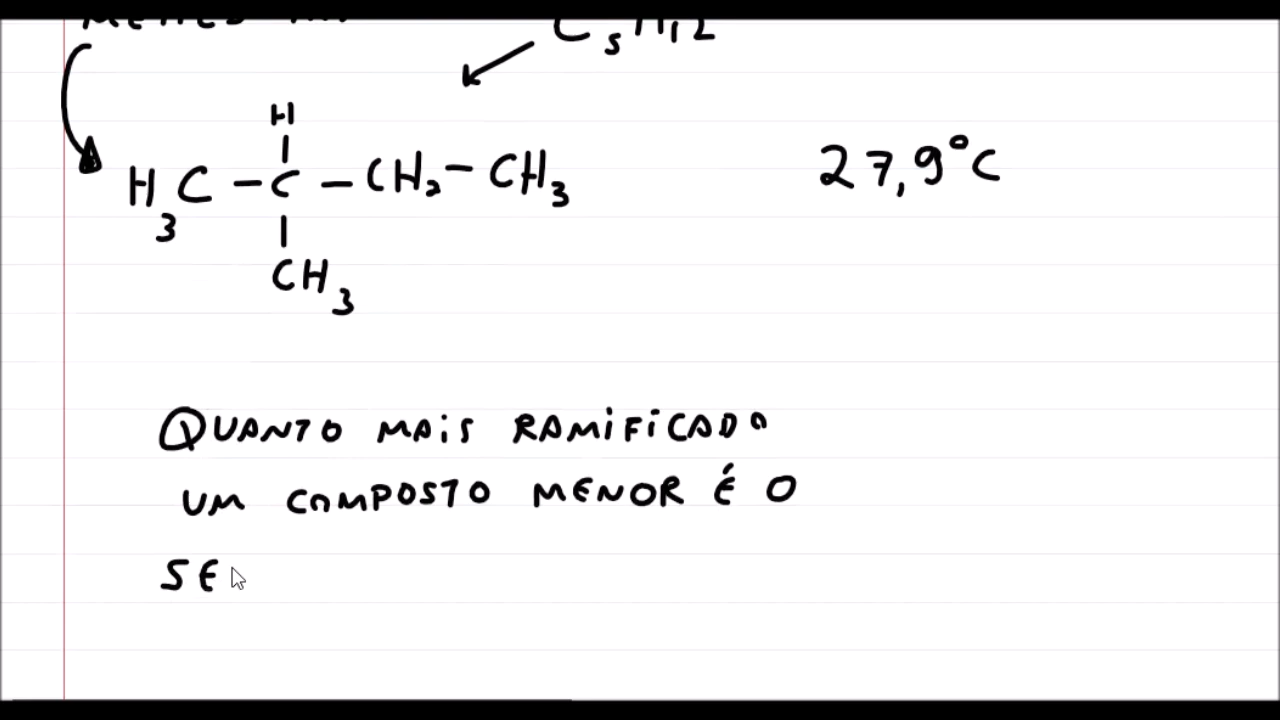 C5H12
H
H3C - C - CH2 - CH3
27,9°C
CH3
QUANTO MAiS RAMiFiCADO
UM COMPOSTO MENOR É O
SE